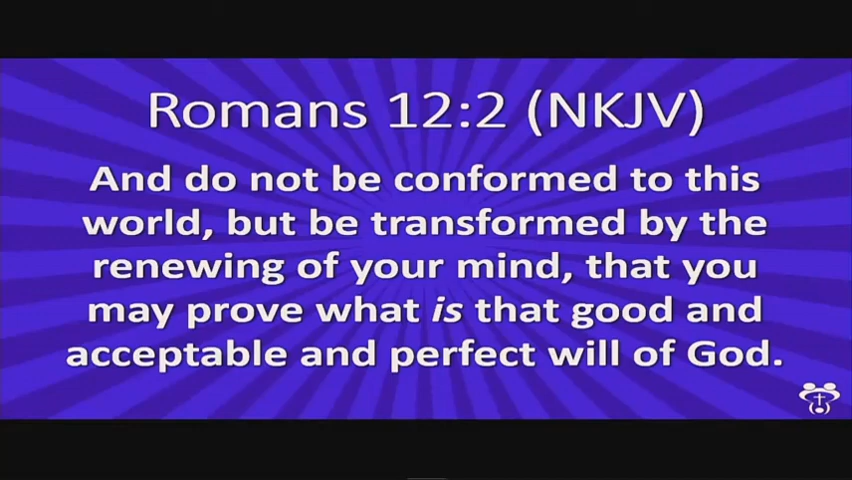 Romans 12:2 (NKJV)
And do not be conformed to this
world, but be transformed by the
renewing of your mind, that you
may prove what is that good and
acceptable and perfect will of God.